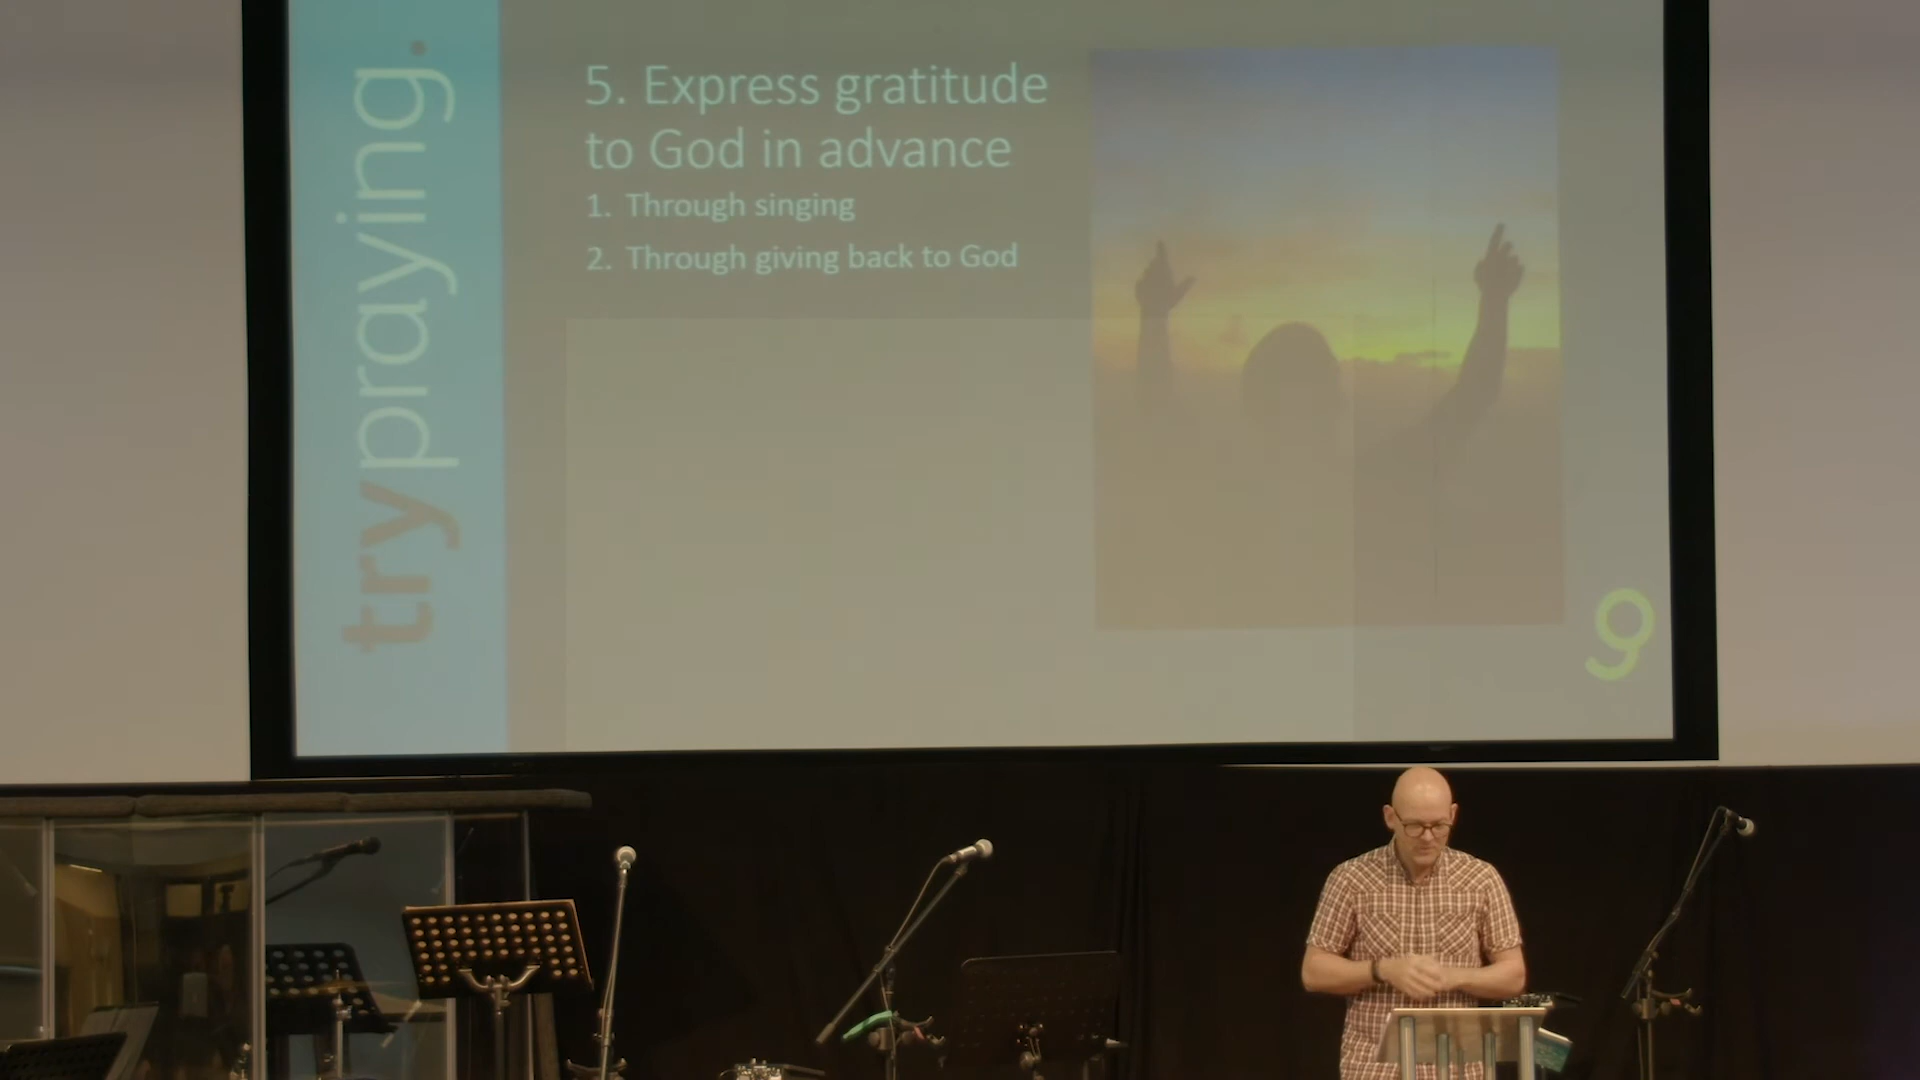 trypraying.
5. Express gratitude
to God in advance
1. Through singing
2. Through giving back to God